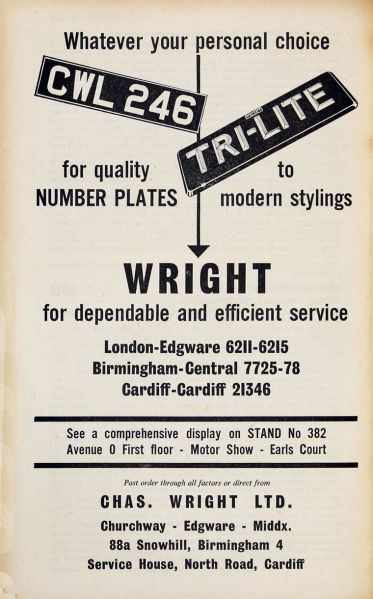 Whatever your personal choice
CWL 246
TRI-LITE
for quality
NUMBER PLATES
to
modern stylings
WRIGHT
for dependable and efficient service
London-Edgware 6211-6215
Birmingham-Central 7725-78
Cardiff-Cardiff 21346
See a comprehensive display on STAND No 382
Avenue O First floor - Motor Show - Earls Court
Post order through all factors or direct from
CHAS. WRIGHT LTD.
Churchway - Edgware - Middx.
88a Snowhill, Birmingham 4
Service House, North Road, Cardiff